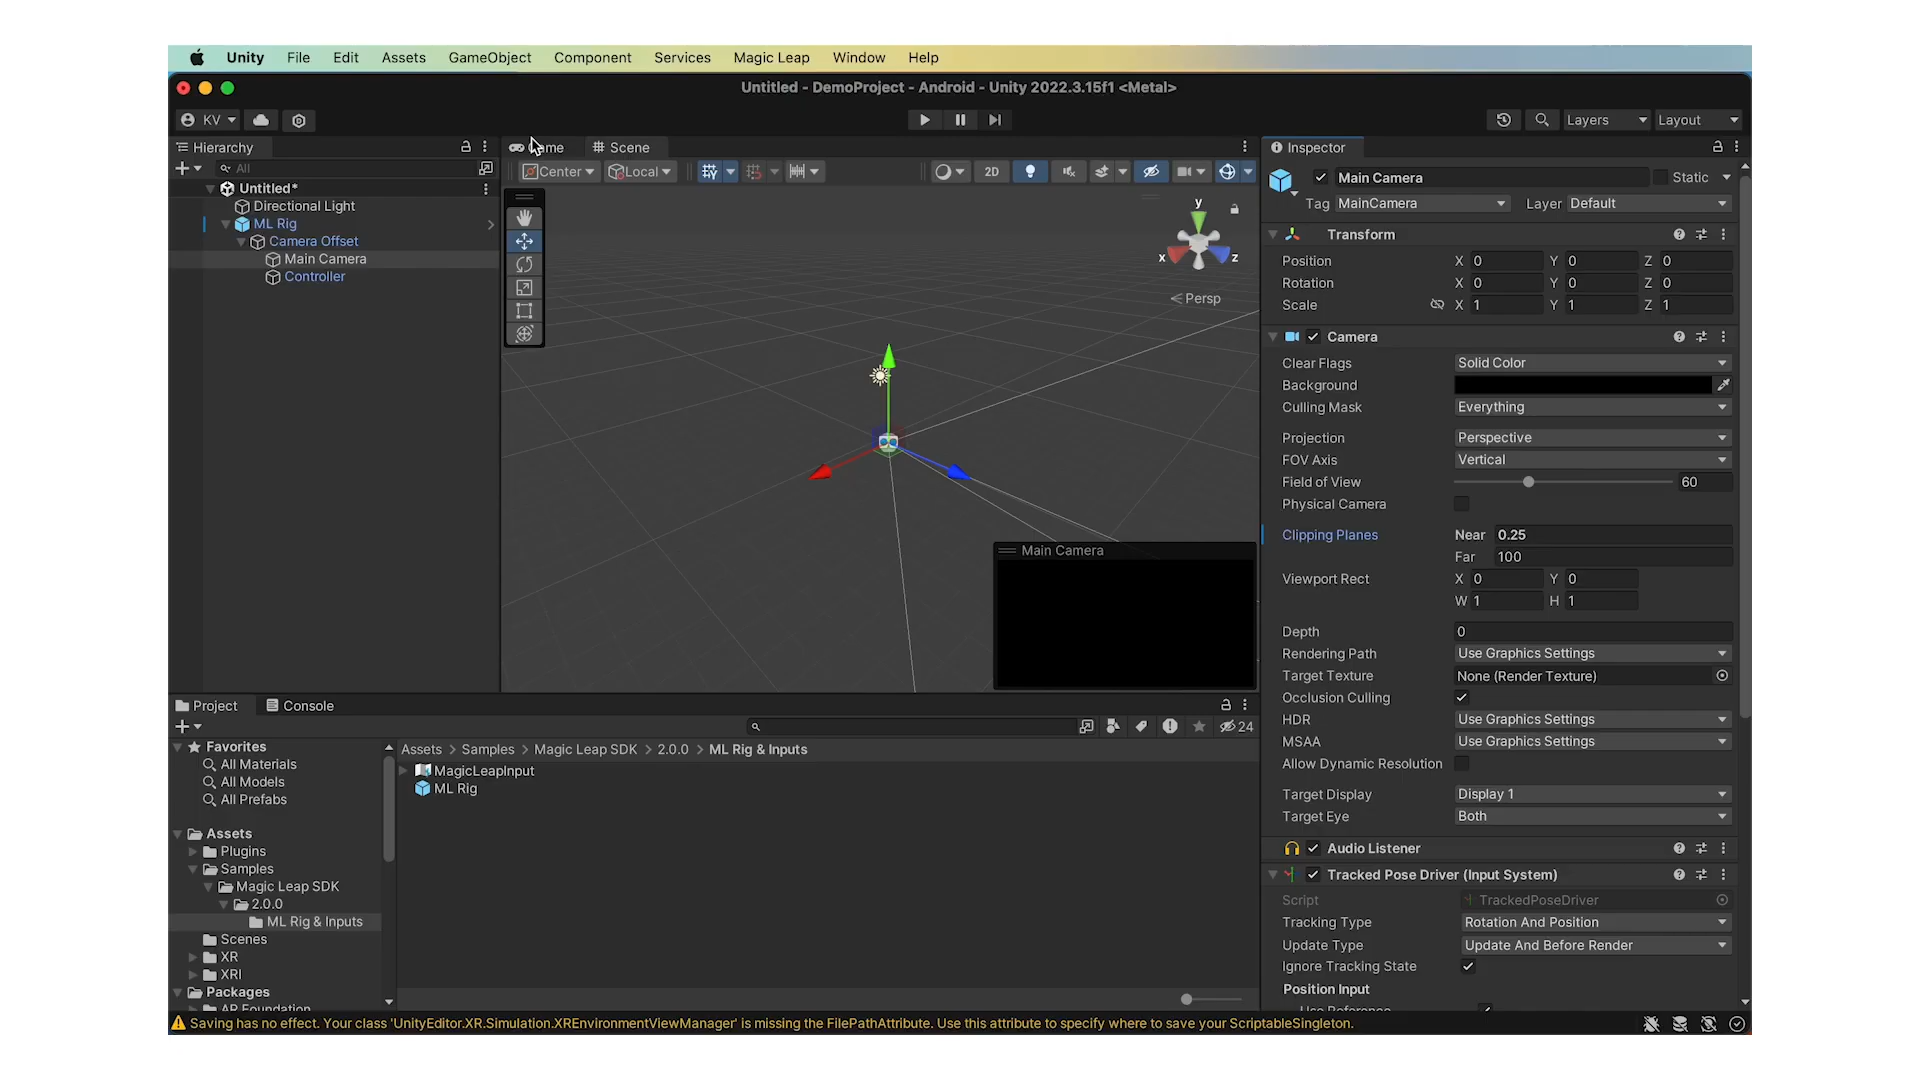 Unity File Edit Assets GameObject Component Services Magic Leap Window Help
Untitled - DemoProject - Android - Unity 2022.3.15f1 <Metal>
KV
Layers Layout
Hierarchy
All
Untitled*
Directional Light
ML Rig
Camera Offset
Main Camera
Controller
Scene
Center Local 2D
y
x z
Persp
Main Camera
Inspector
Main Camera Static
Tag MainCamera Layer Default
Transform
Position X 0 Y 0 Z 0
Rotation X 0 Y 0 Z 0
Scale X 1 Y 1 Z 1
Camera
Clear Flags Solid Color
Background
Culling Mask Everything
Projection Perspective
FOV Axis Vertical
Field of View 60
Physical Camera
Clipping Planes Near 0.25
Far 100
Viewport Rect X 0 Y 0
W 1 H 1
Depth 0
Rendering Path Use Graphics Settings
Target Texture None (Render Texture)
Occlusion Culling
HDR Use Graphics Settings
MSAA Use Graphics Settings
Allow Dynamic Resolution
Target Display Display 1
Target Eye Both
Audio Listener
Tracked Pose Driver (Input System)
Script TrackedPoseDriver
Tracking Type Rotation And Position
Update Type Update And Before Render
Ignore Tracking State
Position Input
Project Console
24
Favorites
All Materials
All Models
All Prefabs
Assets
Plugins
Samples
Magic Leap SDK
2.0.0
ML Rig & Inputs
Scenes
XR
XRI
Packages
AR Foundation
Assets > Samples > Magic Leap SDK > 2.0.0 > ML Rig & Inputs
MagicLeapInput
ML Rig
Saving has no effect. Your class 'UnityEditor.XR.Simulation.XREnvironmentViewManager' is missing the FilePathAttribute. Use this attribute to specify where to save your ScriptableSingleton.